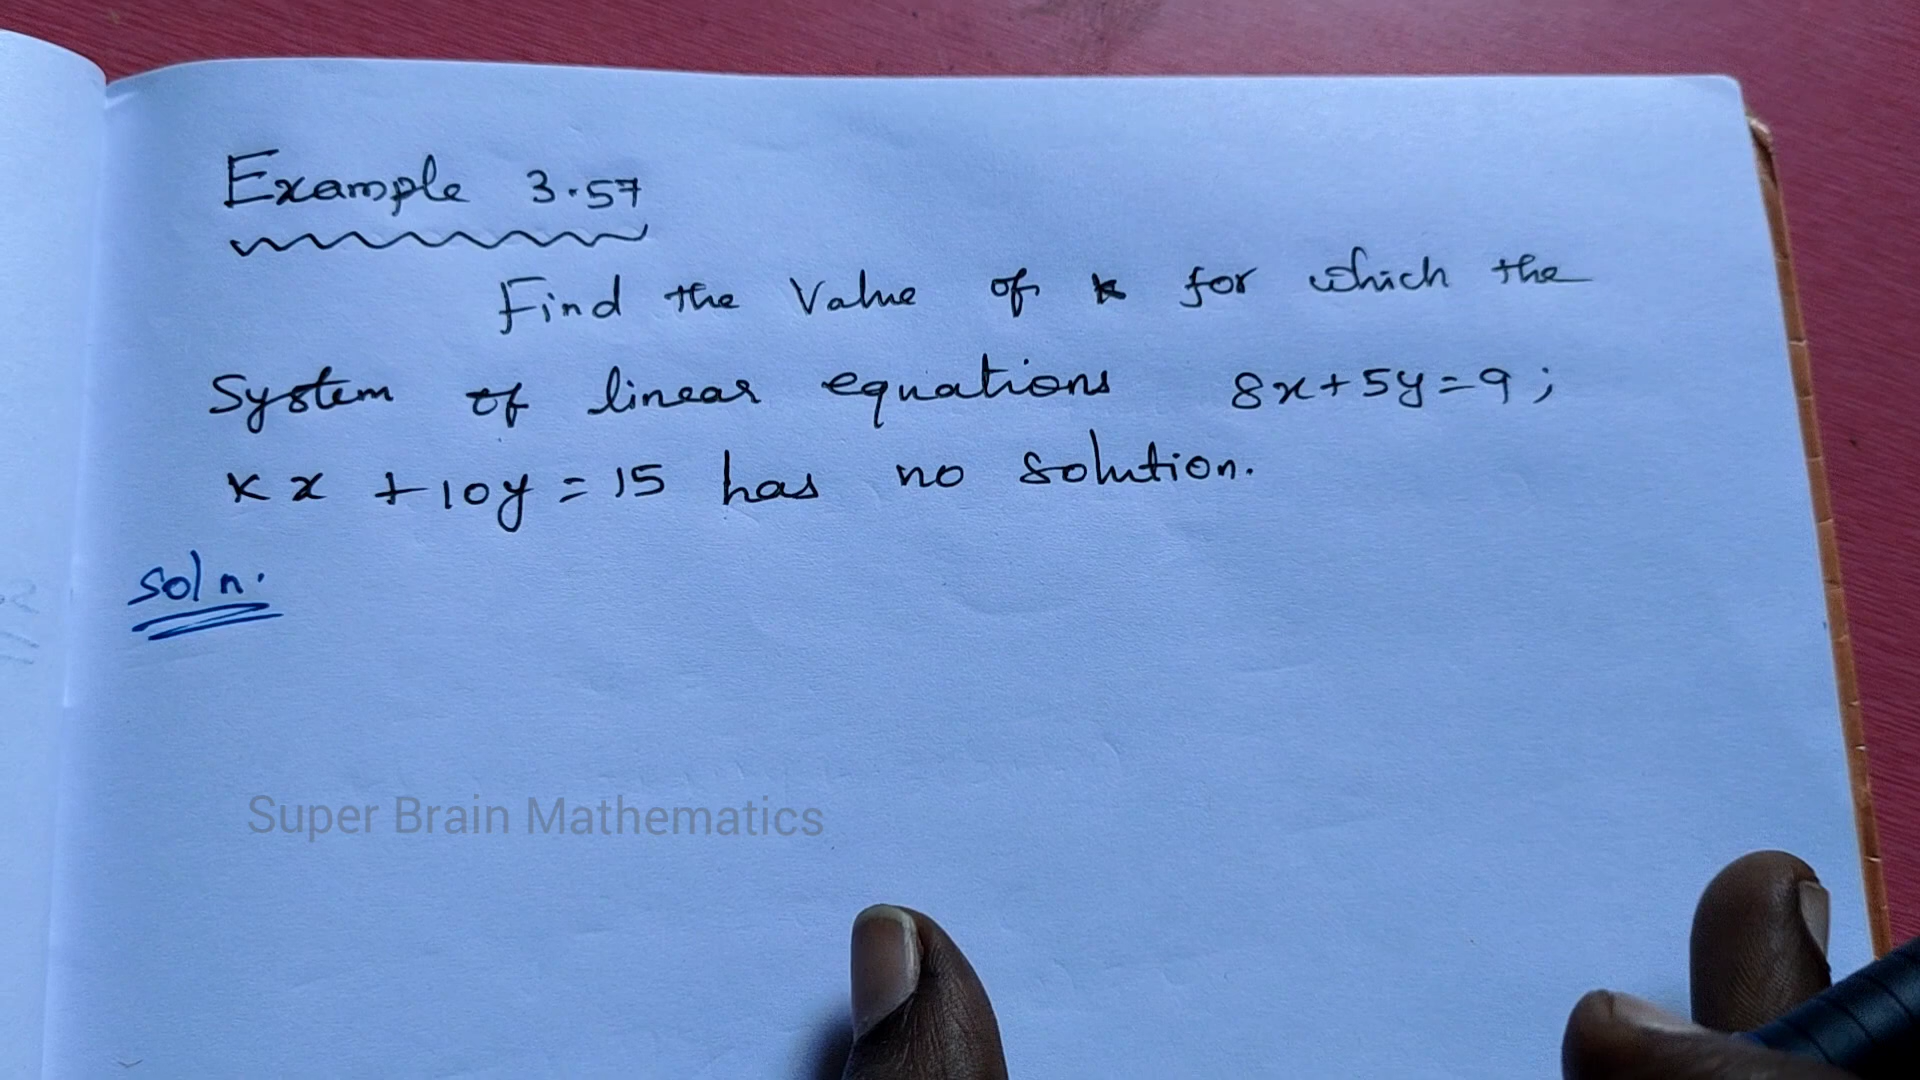 Example 3.57
Find the Value of k for which the
System of linear equations 8x+5y=9;
kx +10y = 15 has no solution.
Soln.
Super Brain Mathematics